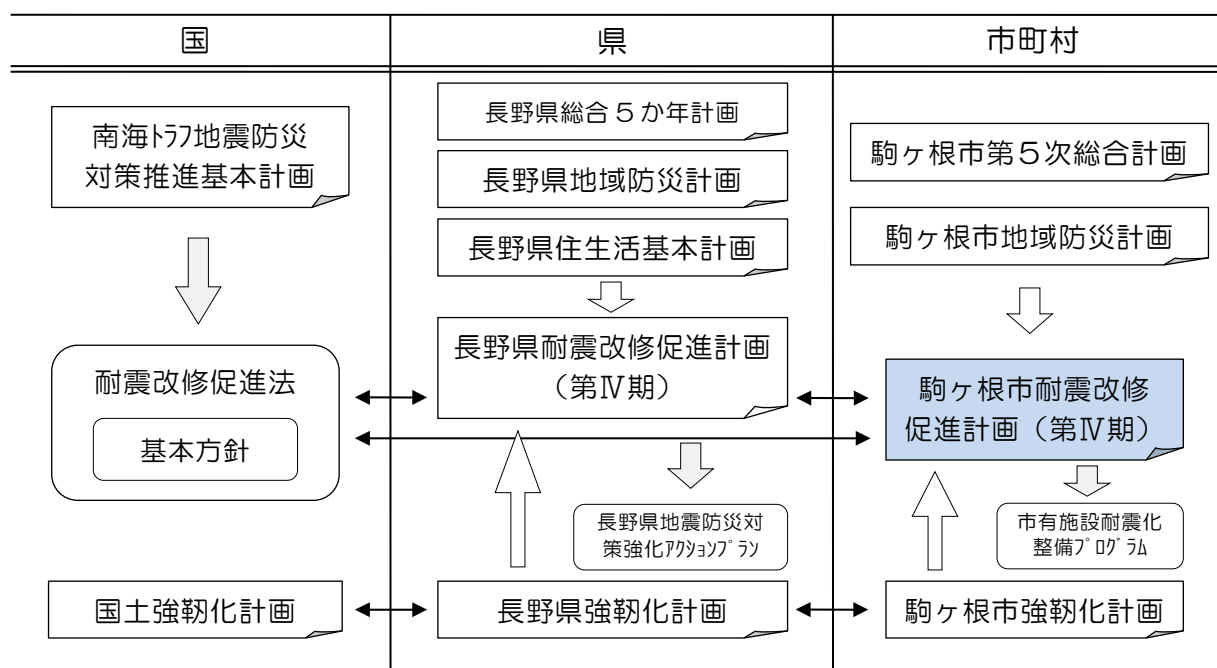 国
県
市町村
南海ﾄﾗﾌ地震防災
対策推進基本計画
耐震改修促進法
基本方針
国土強靭化計画
長野県総合５か年計画
長野県地域防災計画
長野県住生活基本計画
長野県耐震改修促進計画
（第Ⅳ期）
長野県地震防災対
策強化ｱｸｼｮﾝﾌﾟﾗﾝ
長野県強靭化計画
駒ヶ根市第５次総合計画
駒ヶ根市地域防災計画
駒ヶ根市耐震改修
促進計画（第Ⅳ期）
市有施設耐震化
整備ﾌﾟﾛｸﾞﾗﾑ
駒ヶ根市強靭化計画